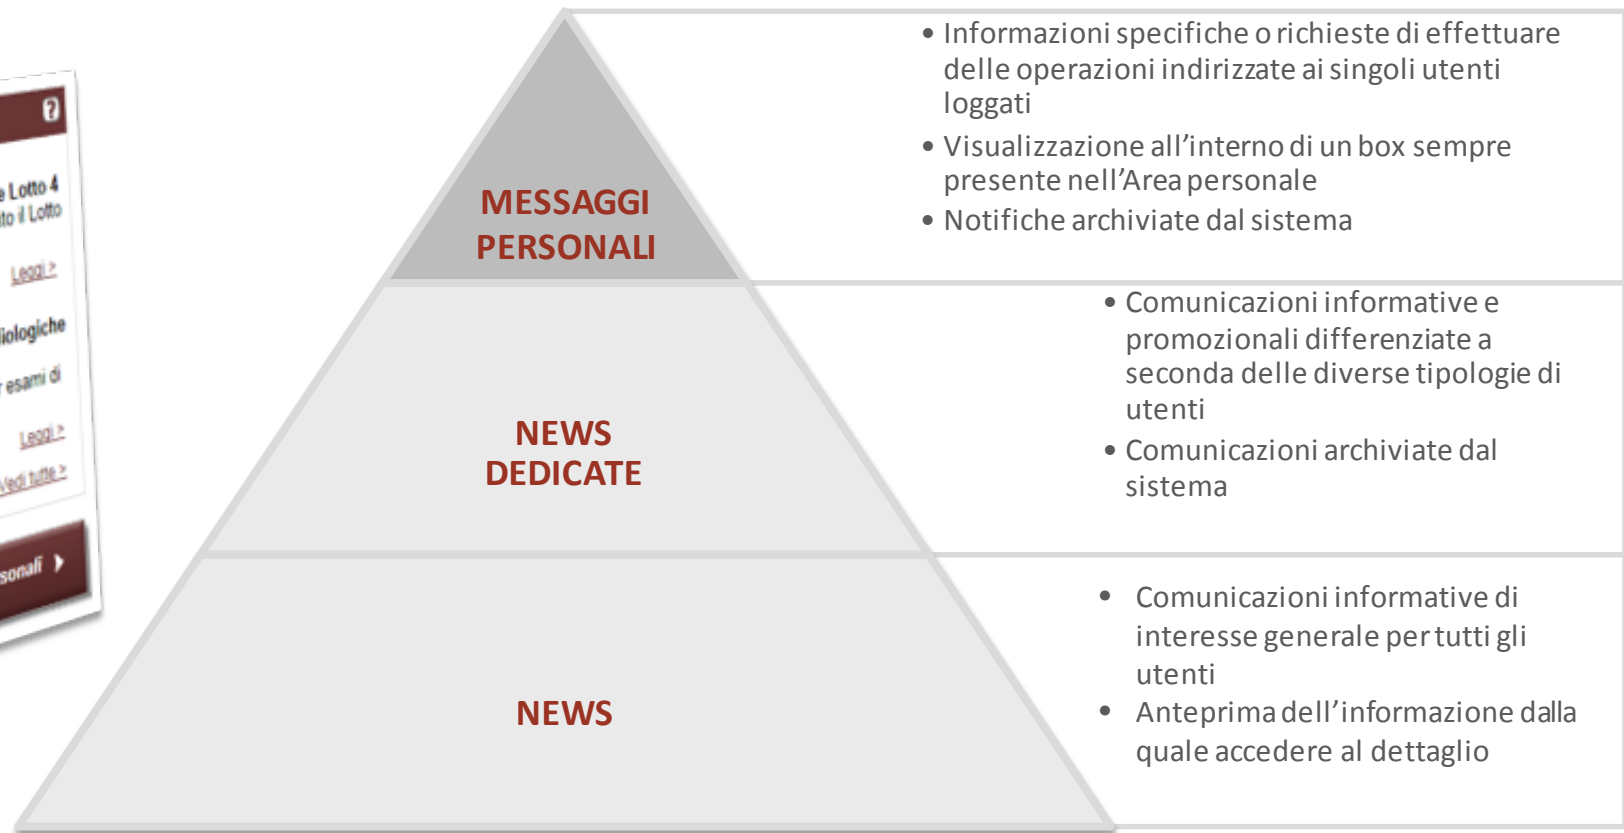 ?
e Lotto 4
to il Lotto
Leggi >
diologiche
r esami di
Leggi >
Vedi tutte >
sonali
MESSAGGI
PERSONALI
• Informazioni specifiche o richieste di effettuare
delle operazioni indirizzate ai singoli utenti
loggati
• Visualizzazione all’interno di un box sempre
presente nell’Area personale
• Notifiche archiviate dal sistema
NEWS
DEDICATE
• Comunicazioni informative e
promozionali differenziate a
seconda delle diverse tipologie di
utenti
• Comunicazioni archiviate dal
sistema
NEWS
• Comunicazioni informative di
interesse generale per tutti gli
utenti
• Anteprima dell’informazione dalla
quale accedere al dettaglio